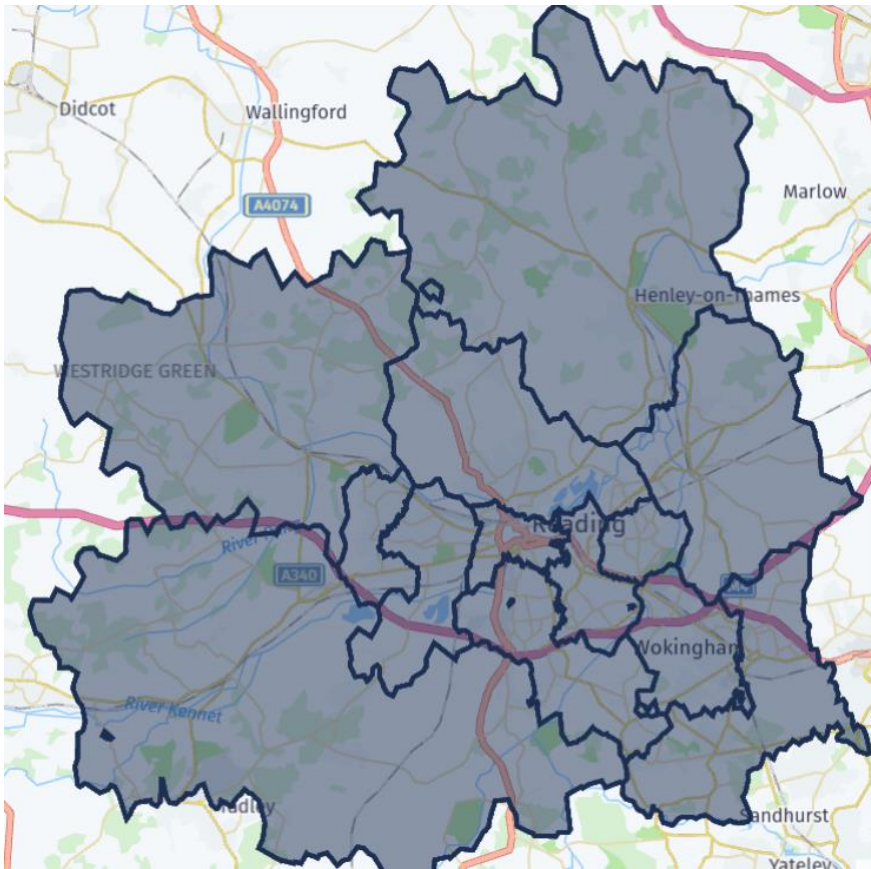 Didcot
Wallingford
A4074
Marlow
Henley-on-Thames
WESTRIDGE GREEN
Reading
River
A340
Wokingham
River Kennet
Sandhurst
Yateley